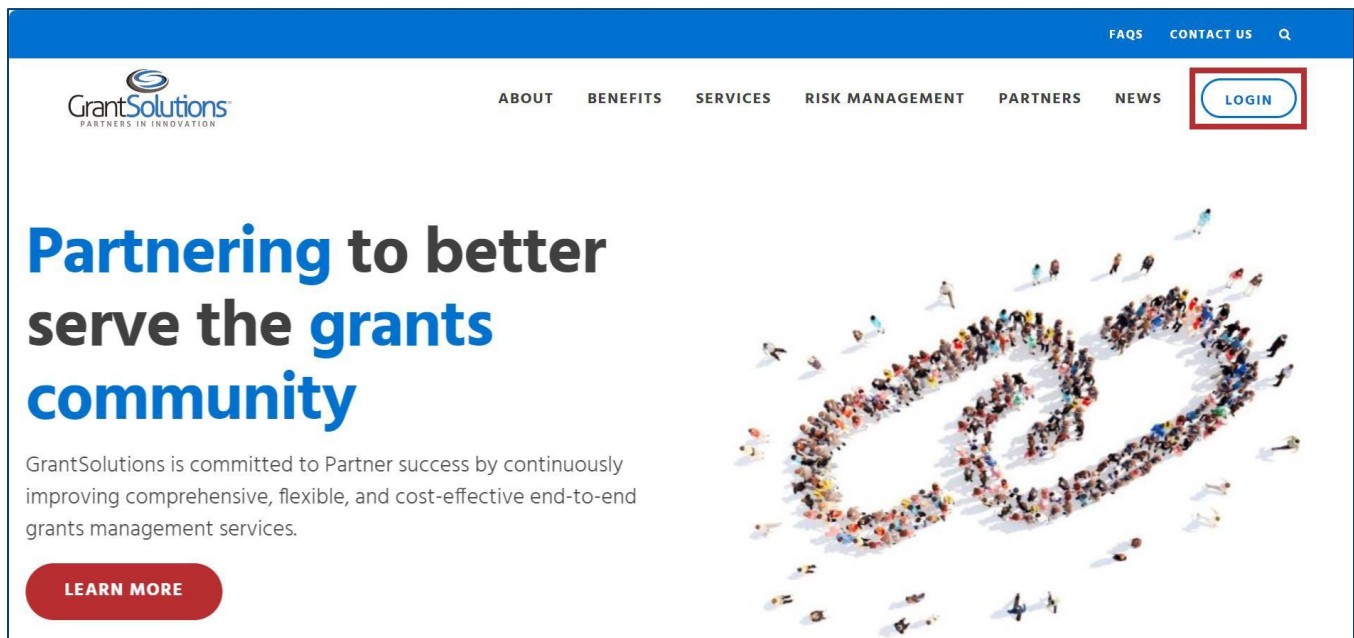 FAQS CONTACT US
GrantSolutions
PARTNERS IN INNOVATION
ABOUT BENEFITS SERVICES RISK MANAGEMENT PARTNERS NEWS LOGIN
Partnering to better
serve the grants
community
GrantSolutions is committed to Partner success by continuously
improving comprehensive, flexible, and cost-effective end-to-end
grants management services.
LEARN MORE